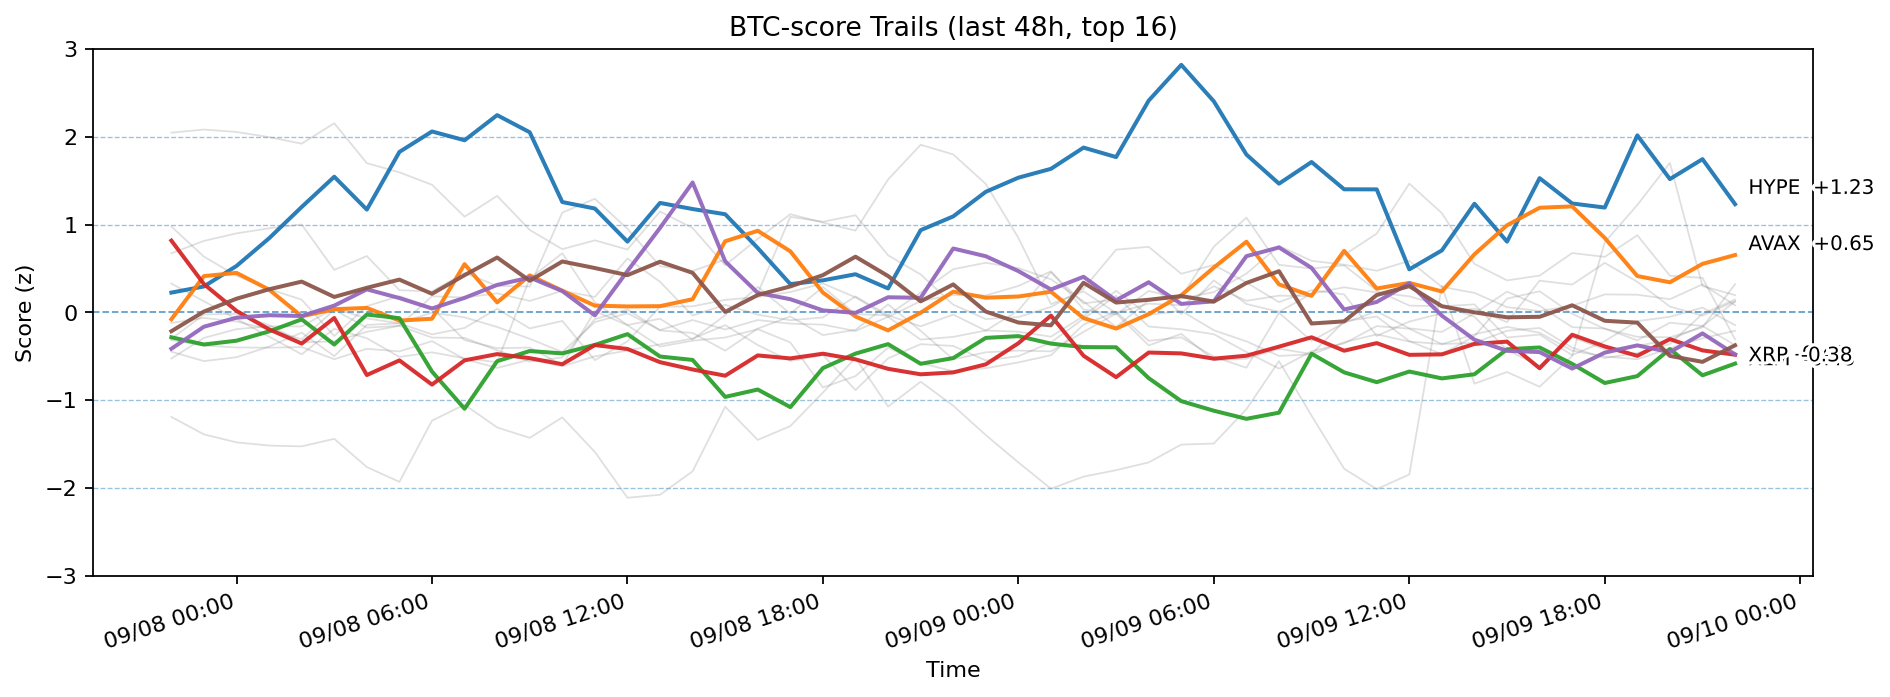 BTC-score Trails (last 48h, top 16)
3
2
1
0
−1
−2
−3
Score (z)
HYPE +1.23
AVAX +0.65
XRP -0.38
09/08 00:00
09/08 06:00
09/08 12:00
09/08 18:00
09/09 00:00
09/09 06:00
09/09 12:00
09/09 18:00
09/10 00:00
Time